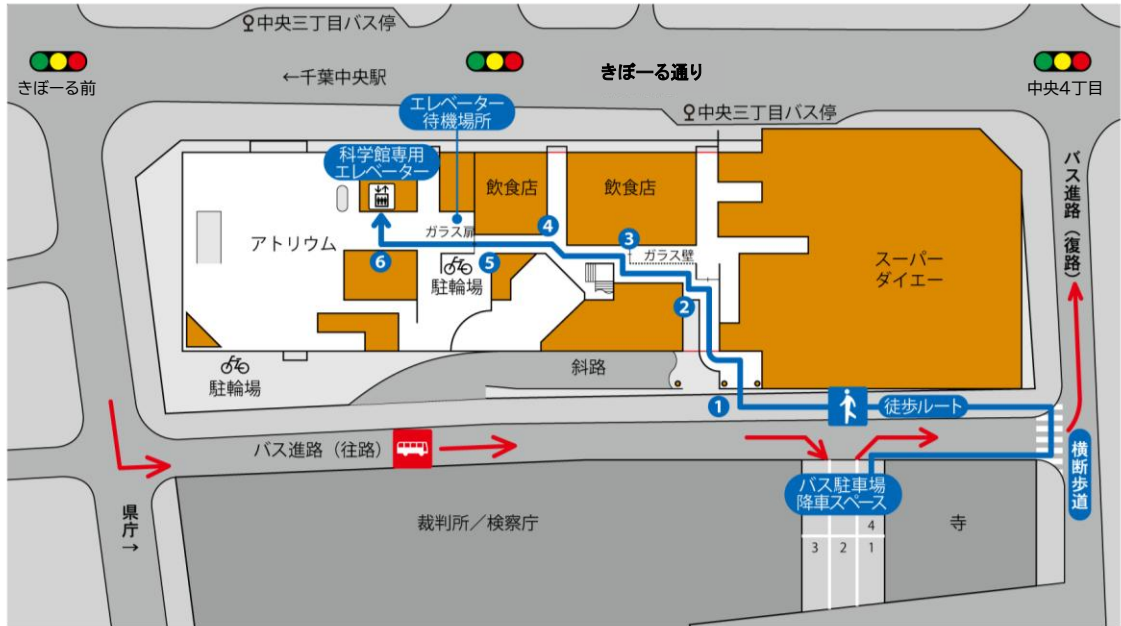 中央三丁目バス停
きぼーる前
←千葉中央駅
きぼーる通り
中央4丁目
エレベーター
待機場所
中央三丁目バス停
科学館専用
エレベーター
飲食店
飲食店
バス進路（復路）
アトリウム
ガラス扉
4
3
ガラス壁
スーパー
ダイエー
6
5
駐輪場
2
斜路
駐輪場
1
徒歩ルート
バス進路（往路）
横断歩道
バス駐車場
降車スペース
県庁→
裁判所／検察庁
寺
4
3
2
1